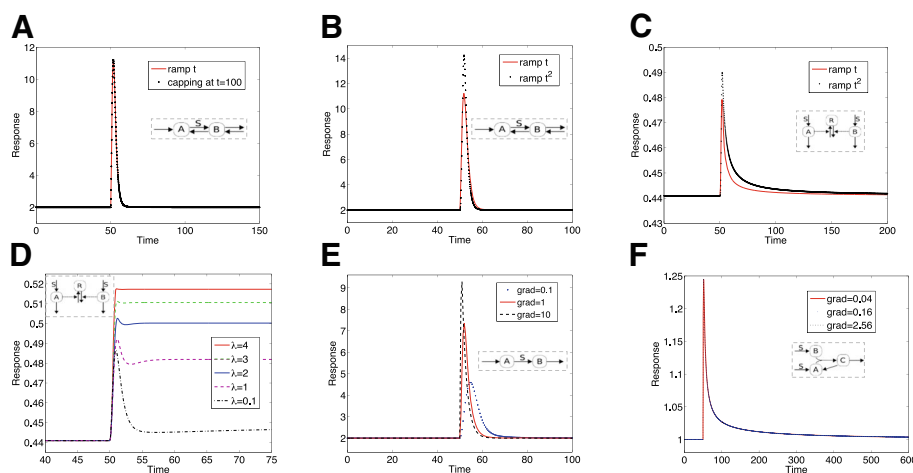 A
Response
12
10
8
6
4
2
0
50
100
150
Time
ramp t
capping at t=100
S
A
B
B
Response
14
12
10
8
6
4
2
0
20
40
60
80
100
Time
ramp t
ramp t²
S
A
B
C
Response
0.5
0.49
0.48
0.47
0.46
0.45
0.44
0.43
0
50
100
150
200
Time
ramp t
ramp t²
S
R
S
A
B
D
Response
0.52
0.51
0.5
0.49
0.48
0.47
0.46
0.45
0.44
40
45
50
55
60
65
70
75
Time
λ=4
λ=3
λ=2
λ=1
λ=0.1
S
R
S
A
B
E
Response
9
8
7
6
5
4
3
2
0
20
40
60
80
100
Time
grad=0.1
grad=1
grad=10
A
S
B
F
Response
1.25
1.2
1.15
1.1
1.05
1
0
100
200
300
400
500
600
Time
grad=0.04
grad=0.16
grad=2.56
S
B
C
S
A